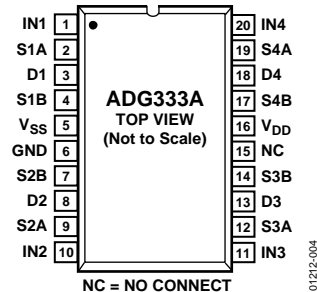 IN1 1
S1A 2
D1 3
S1B 4
VSS 5
GND 6
S2B 7
D2 8
S2A 9
IN2 10
ADG333A
TOP VIEW
(Not to Scale)
20 IN4
19 S4A
18 D4
17 S4B
16 VDD
15 NC
14 S3B
13 D3
12 S3A
11 IN3
NC = NO CONNECT
01212-004